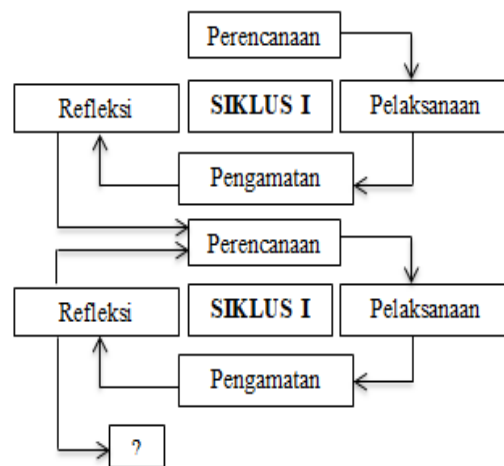 Perencanaan
Refleksi
SIKLUS I
Pelaksanaan
Pengamatan
Perencanaan
Refleksi
SIKLUS I
Pelaksanaan
Pengamatan
?